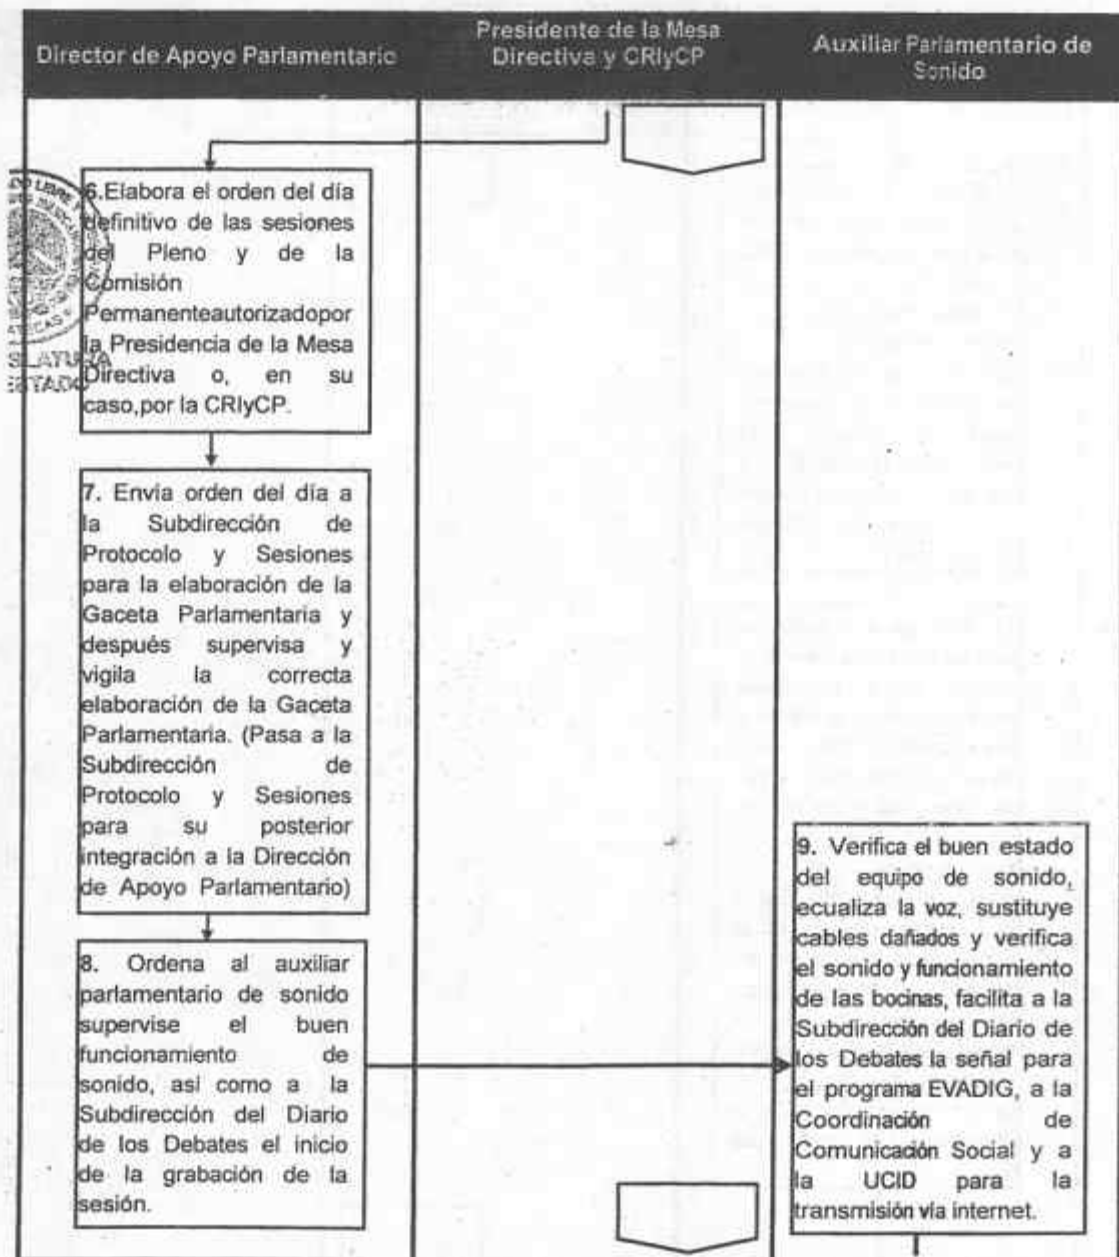 Director de Apoyo Parlamentario
Presidente de la Mesa
Directiva y CRIyCP
Auxiliar Parlamentario de
Sonido
6.Elabora el orden del día
definitivo de las sesiones
del Pleno y de la
Comisión
Permanenteautorizadopor
la Presidencia de la Mesa
Directiva o, en su
caso,por la CRIyCP.
SLATURA
ESTADO
7. Envía orden del día a
la Subdirección de
Protocolo y Sesiones
para la elaboración de la
Gaceta Parlamentaria y
después supervisa y
vigila la correcta
elaboración de la Gaceta
Parlamentaria. (Pasa a la
Subdirección de
Protocolo y Sesiones
para su posterior
integración a la Dirección
de Apoyo Parlamentario)
8. Ordena al auxiliar
parlamentario de sonido
supervise el buen
funcionamiento de
sonido, así como a la
Subdirección del Diario
de los Debates el inicio
de la grabación de la
sesión.
9. Verifica el buen estado
del equipo de sonido,
ecualiza la voz, sustituye
cables dañados y verifica
el sonido y funcionamiento
de las bocinas, facilita a la
Subdirección del Diario de
los Debates la señal para
el programa EVADIG, a la
Coordinación de
Comunicación Social y a
la UCID para la
transmisión vía internet.